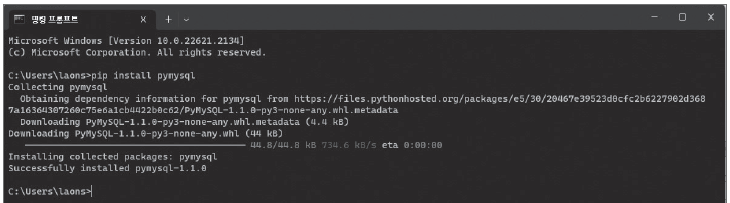 명령 프롬프트
Microsoft Windows [Version 10.0.22621.2134]
(c) Microsoft Corporation. All rights reserved.
C:\Users\laons>pip install pymysql
Collecting pymysql
Obtaining dependency information for pymysql from https://files.pythonhosted.org/packages/e5/30/20467e39523d0cfc2b6227902d368
7a1636430726 0c75e6a1cb4422b0c62/PyMySQL-1.1.0-py3-none-any.whl.metadata
Downloading PyMySQL-1.1.0-py3-none-any.whl.metadata (4.4 kB)
Downloading PyMySQL-1.1.0-py3-none-any.whl (44 kB)
44.8/44.8 kB 734.6 kB/s eta 0:00:00
Installing collected packages: pymysql
Successfully installed pymysql-1.1.0
C:\Users\laons>